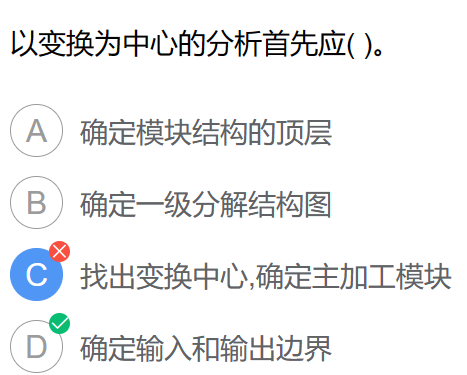 以变换为中心的分析首先应( )。
A 确定模块结构的顶层
B 确定一级分解结构图
C 找出变换中心,确定主加工模块
D 确定输入和输出边界